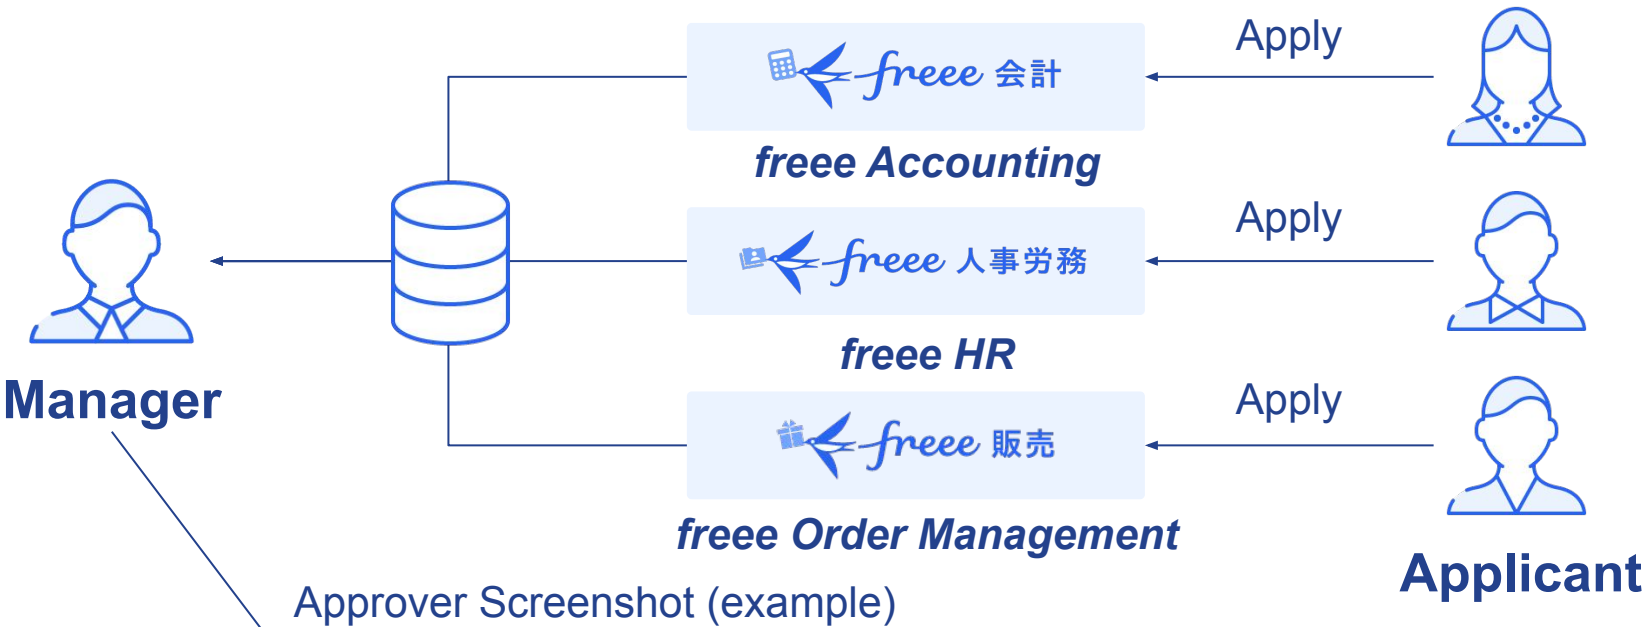 Apply
freee 会計
freee Accounting
Apply
freee 人事労務
freee HR
Manager
Apply
freee 販売
freee Order Management
Applicant
Approver Screenshot (example)